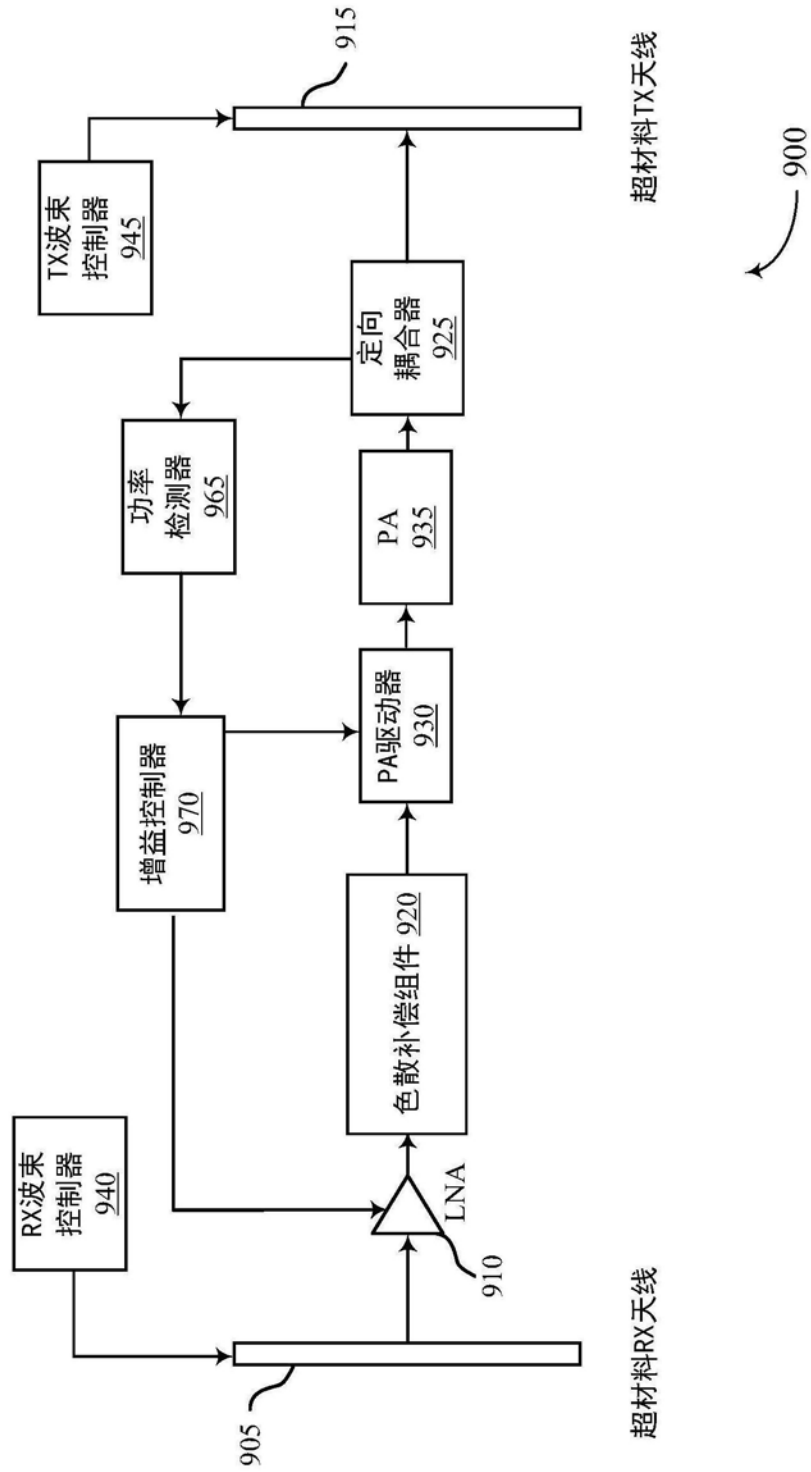 RX波束
控制器
940
TX波束
控制器
945
增益控制器
970
功率
检测器
965
905
915
910
LNA
色散补偿组件 920
PA驱动器
930
PA
935
定向
耦合器
925
超材料RX天线
超材料TX天线
900